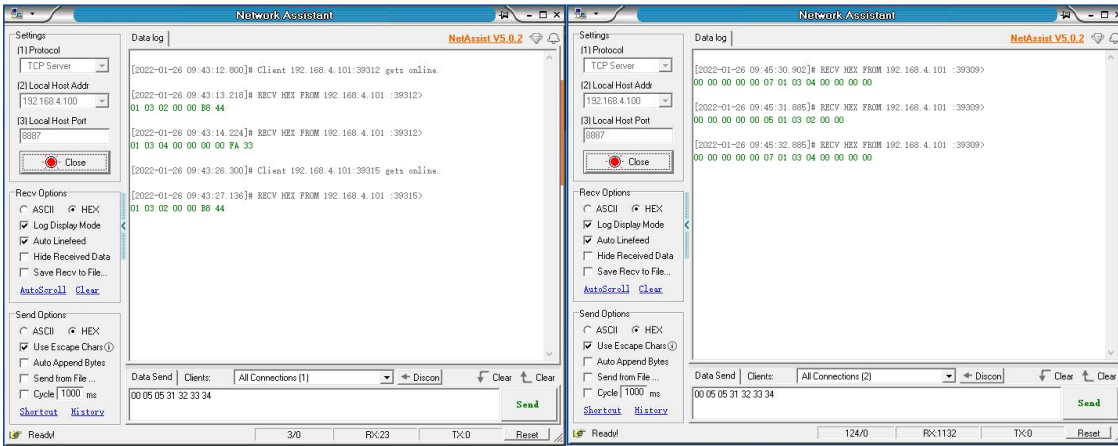 Network Assistant
Settings
(1) Protocol
TCP Server
(2) Local Host Addr
192.168.4.100
(3) Local Host Port
8887
Close
Recv Options
ASCII HEX
Log Display Mode
Auto Linefeed
Hide Received Data
Save Recv to File...
AutoScroll Clear
Send Options
ASCII HEX
Use Escape Chars
Auto Append Bytes
Send from File ...
Cycle 1000 ms
Shortcut History
Data log NetAssist V5.0.2
[2022-01-26 09:43:12.800]# Client 192.168.4.101:39312 gets online.
[2022-01-26 09:43:13.218]# RECV HEX FROM 192.168.4.101 :39312>
01 03 02 00 00 B8 44
[2022-01-26 09:43:14.224]# RECV HEX FROM 192.168.4.101 :39312>
01 03 04 00 00 00 00 FA 33
[2022-01-26 09:43:26.300]# Client 192.168.4.101:39315 gets online.
[2022-01-26 09:43:27.136]# RECV HEX FROM 192.168.4.101 :39315>
01 03 02 00 00 B8 44
Data Send Clients: All Connections (1) Discon Clear Clear
00 05 05 31 32 33 34
Send
Ready! 3/0 RX:23 TX:0 Reset
Network Assistant
Settings
(1) Protocol
TCP Server
(2) Local Host Addr
192.168.4.100
(3) Local Host Port
8887
Close
Recv Options
ASCII HEX
Log Display Mode
Auto Linefeed
Hide Received Data
Save Recv to File...
AutoScroll Clear
Send Options
ASCII HEX
Use Escape Chars
Auto Append Bytes
Send from File ...
Cycle 1000 ms
Shortcut History
Data log NetAssist V5.0.2
[2022-01-26 09:45:30.902]# RECV HEX FROM 192.168.4.101 :39309>
00 00 00 00 00 07 01 03 04 00 00 00 00
[2022-01-26 09:45:31.885]# RECV HEX FROM 192.168.4.101 :39309>
00 00 00 00 00 05 01 03 02 00 00
[2022-01-26 09:45:32.885]# RECV HEX FROM 192.168.4.101 :39309>
00 00 00 00 00 07 01 03 04 00 00 00 00
Data Send Clients: All Connections (2) Discon Clear Clear
00 05 05 31 32 33 34
Send
Ready! 124/0 RX:1132 TX:0 Reset